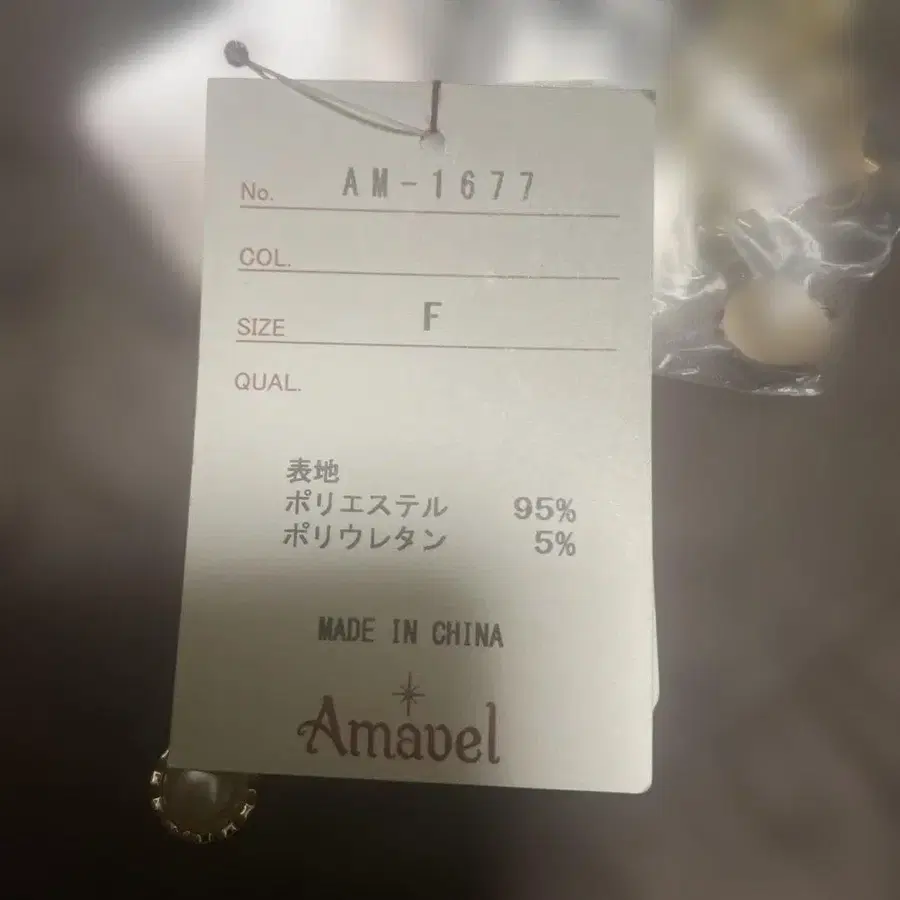 No. AM-1677
COL.
SIZE F
QUAL.
表地
ポリエステル 95%
ポリウレタン 5%
MADE IN CHINA
Amavel